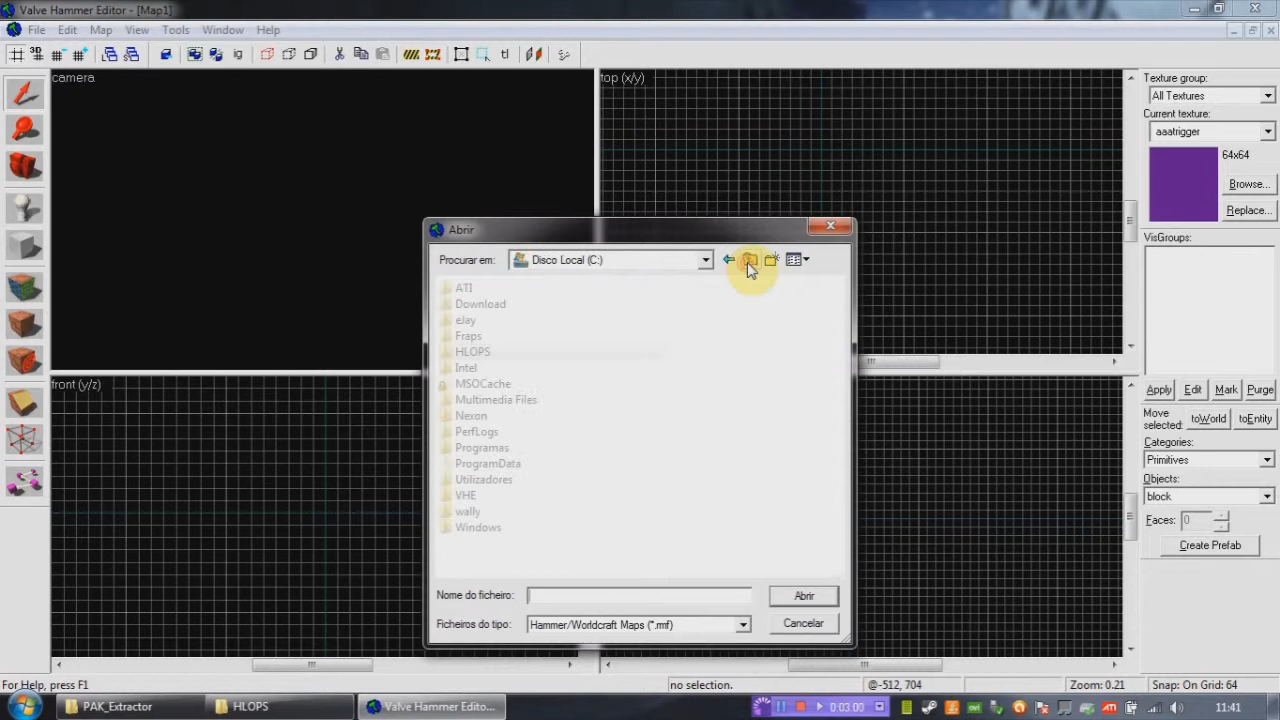 Valve Hammer Editor - [Map1]
File Edit Map View Tools Window Help
3D
ig
tl
camera
top (x/y)
front (y/z)
Texture group:
All Textures
Current texture:
aaatrigger
64x64
Browse...
Replace...
VisGroups:
Apply Edit Mark Purge
Move selected:
toWorld toEntity
Categories:
Primitives
Objects:
block
Faces: 0
Create Prefab
Abrir
Procurar em: Disco Local (C:)
ATI
Download
eJay
Fraps
HLOPS
Intel
MSOCache
Multimedia Files
Nexon
PerfLogs
Programas
ProgramData
Utilizadores
VHE
wally
Windows
Nome do ficheiro:
Abrir
Ficheiros do tipo: Hammer/Worldcraft Maps (*.rmf)
Cancelar
For Help, press F1
no selection.
@-512, 704
Zoom: 0.21
Snap: On Grid: 64
PAK_Extractor
HLOPS
Valve Hammer Edito...
0:03:00
11:41